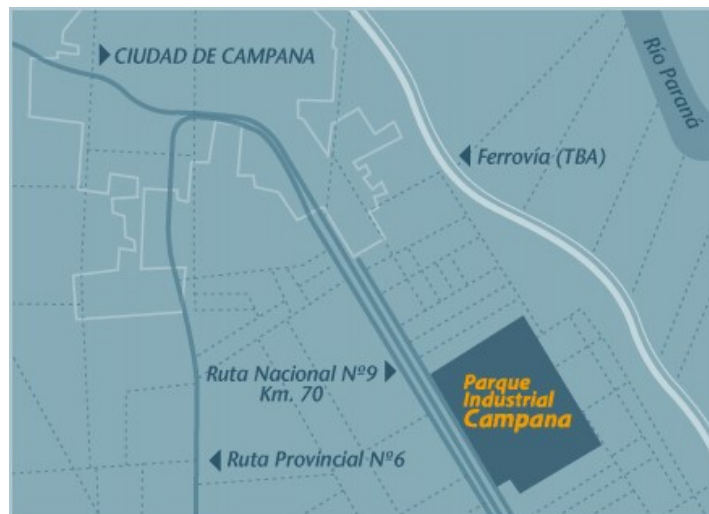 CIUDAD DE CAMPANA
Río Paraná
Ferrovía (TBA)
Ruta Nacional Nº9
Km. 70
Parque
Industrial
Campana
Ruta Provincial Nº6